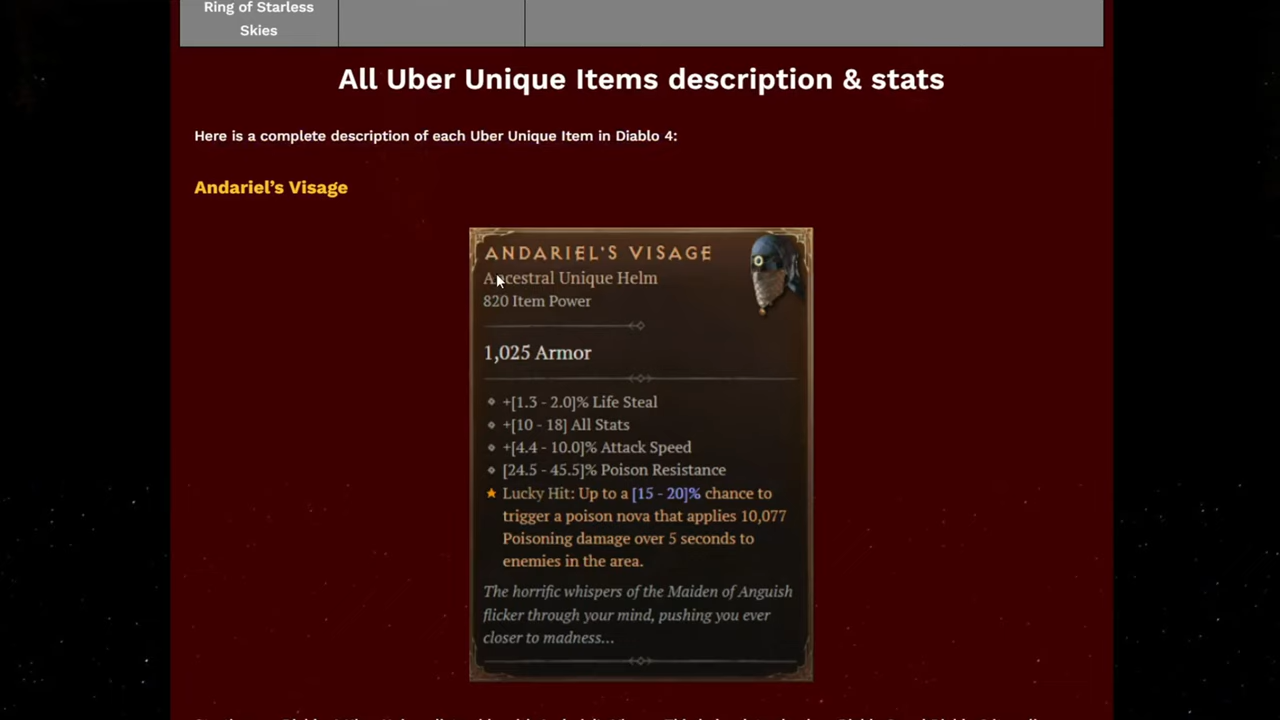 Ring of Starless
Skies
All Uber Unique Items description & stats
Here is a complete description of each Uber Unique Item in Diablo 4:
Andariel’s Visage
ANDARIEL'S VISAGE
Ancestral Unique Helm
820 Item Power
1,025 Armor
+[1.3 - 2.0]% Life Steal
+[10 - 18] All Stats
+[4.4 - 10.0]% Attack Speed
[24.5 - 45.5]% Poison Resistance
Lucky Hit: Up to a [15 - 20]% chance to
trigger a poison nova that applies 10,077
Poisoning damage over 5 seconds to
enemies in the area.
The horrific whispers of the Maiden of Anguish
flicker through your mind, pushing you ever
closer to madness...